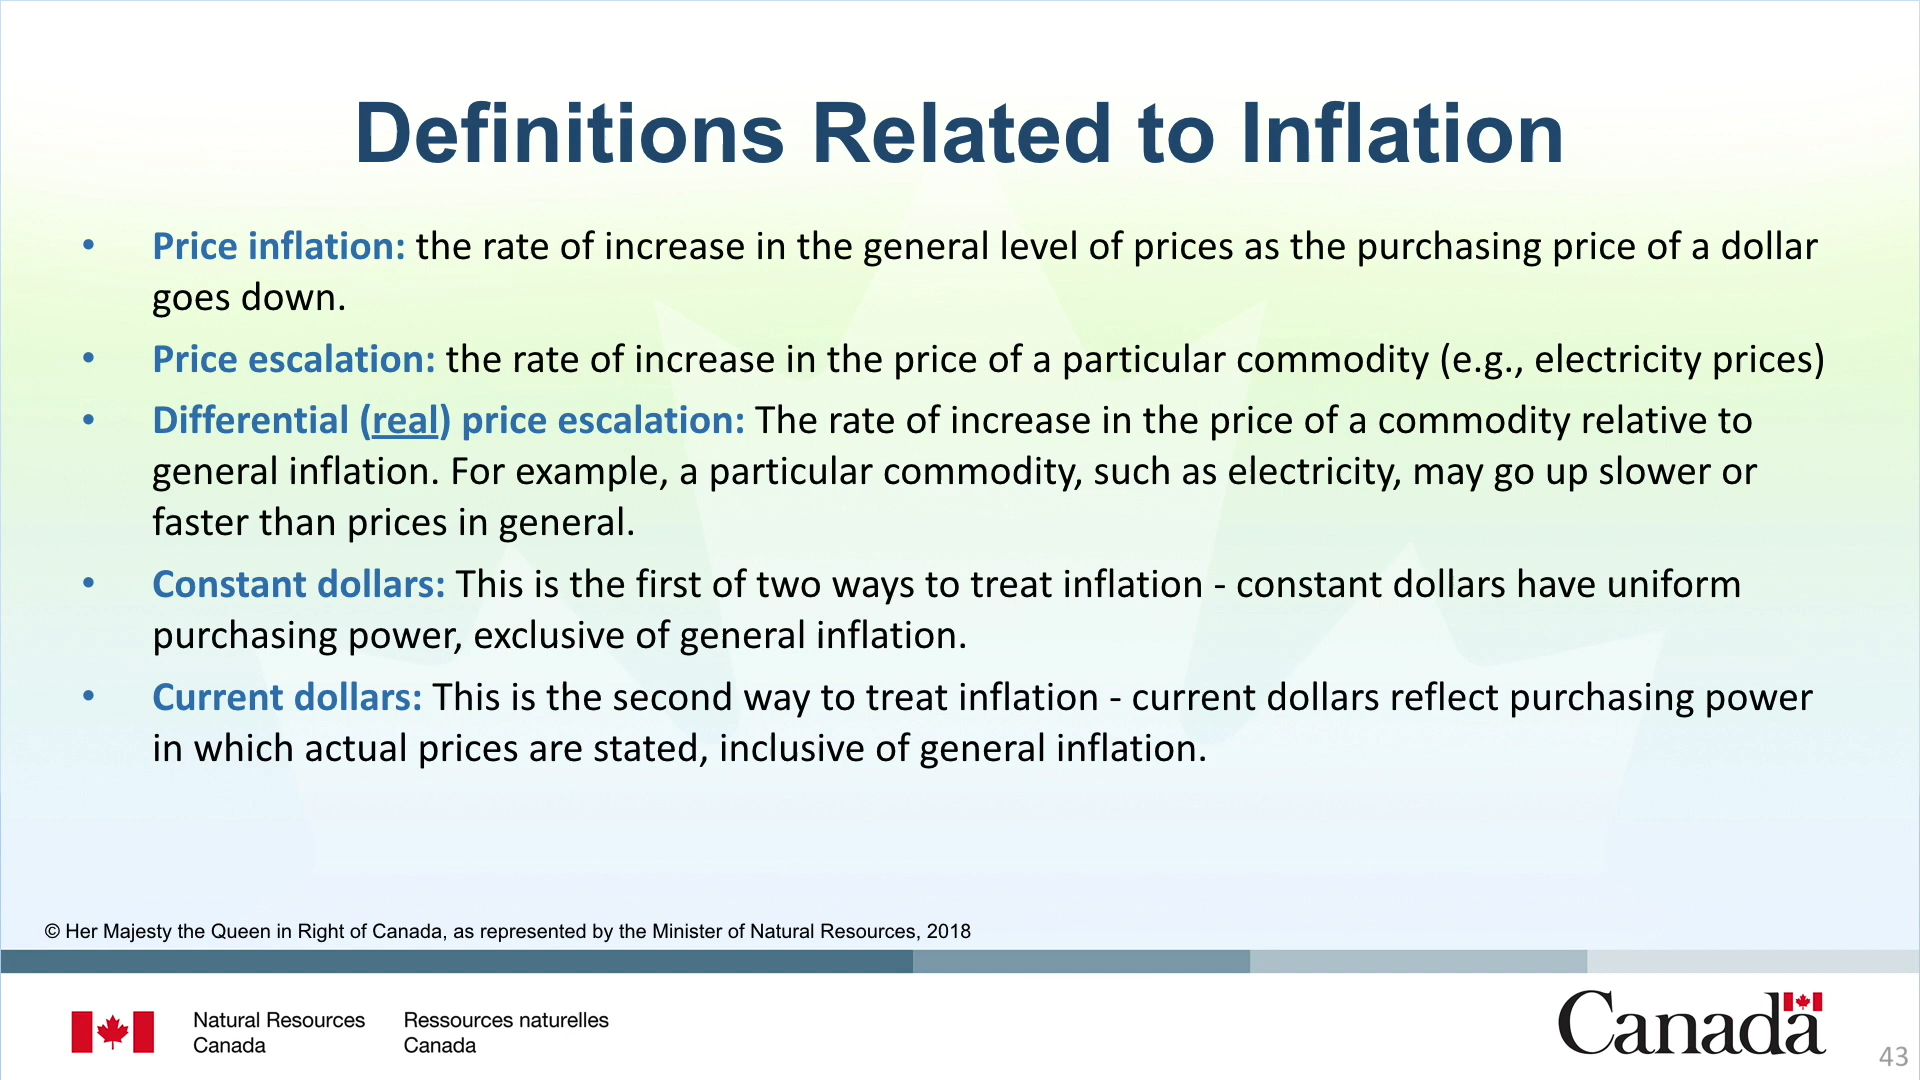 Definitions Related to Inflation
• Price inflation: the rate of increase in the general level of prices as the purchasing price of a dollar
goes down.
• Price escalation: the rate of increase in the price of a particular commodity (e.g., electricity prices)
• Differential (real) price escalation: The rate of increase in the price of a commodity relative to
general inflation. For example, a particular commodity, such as electricity, may go up slower or
faster than prices in general.
• Constant dollars: This is the first of two ways to treat inflation - constant dollars have uniform
purchasing power, exclusive of general inflation.
• Current dollars: This is the second way to treat inflation - current dollars reflect purchasing power
in which actual prices are stated, inclusive of general inflation.
© Her Majesty the Queen in Right of Canada, as represented by the Minister of Natural Resources, 2018
Natural Resources
Canada
Ressources naturelles
Canada
Canada
43